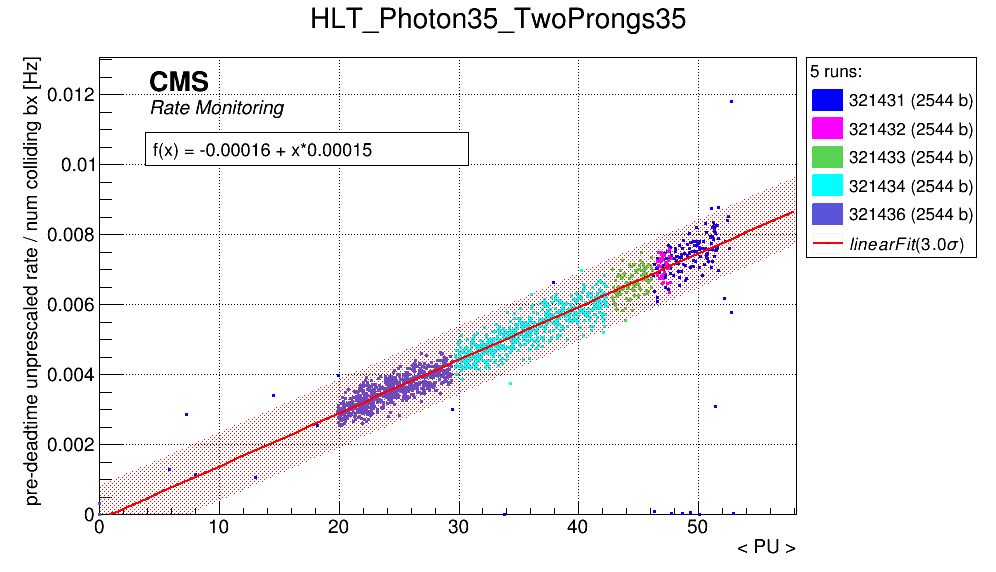 HLT_Photon35_TwoProngs35
pre-deadtime unprescaled rate / num colliding bx [Hz]
CMS
Rate Monitoring
f(x) = -0.00016 + x*0.00015
0.012
0.01
0.008
0.006
0.004
0.002
0
0 10 20 30 40 50
< PU >
5 runs:
321431 (2544 b)
321432 (2544 b)
321433 (2544 b)
321434 (2544 b)
321436 (2544 b)
linearFit(3.0σ)